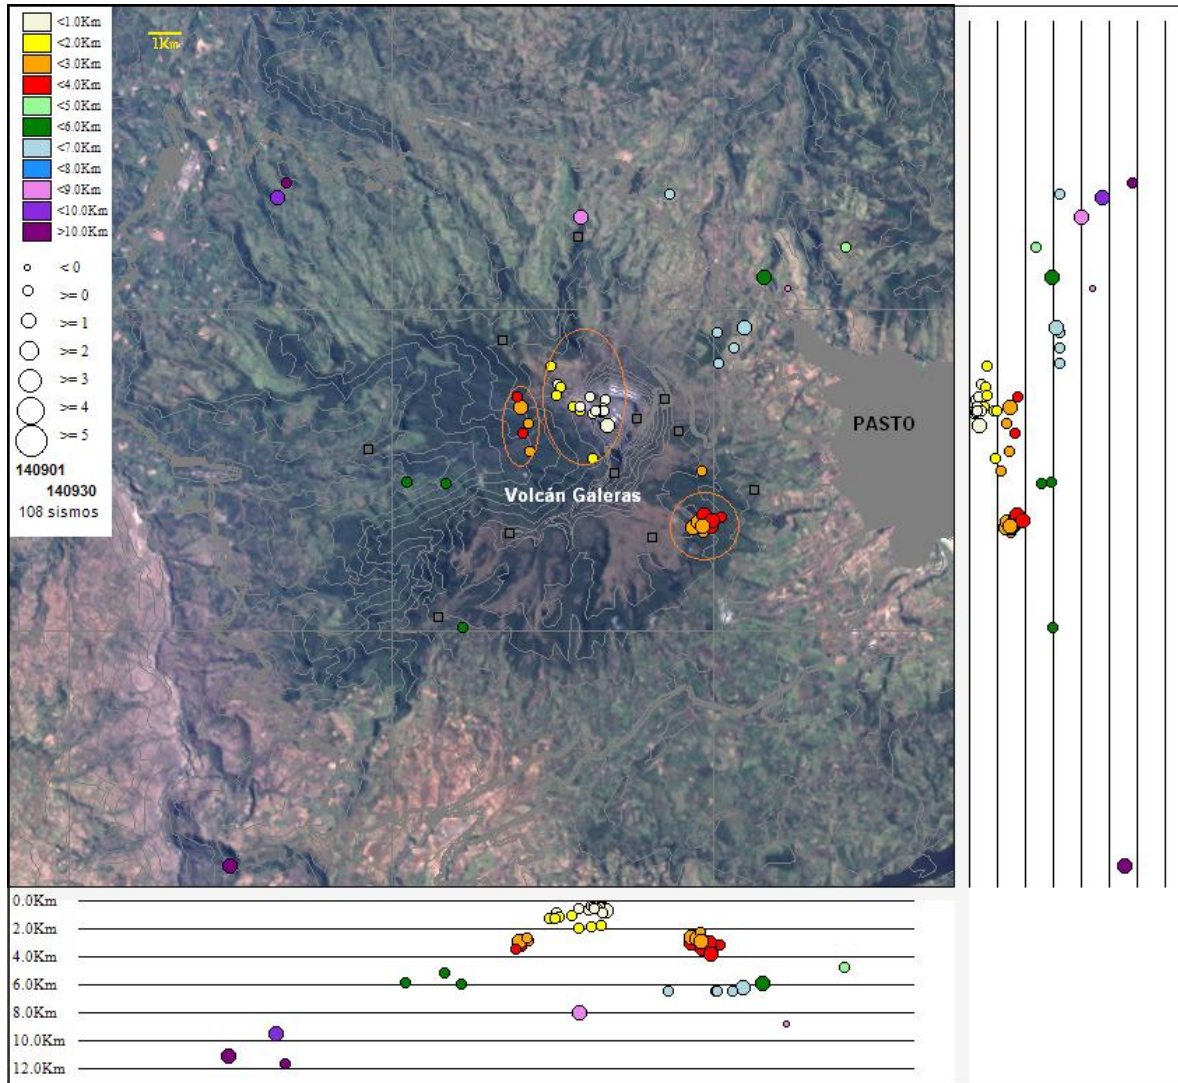 <1.0Km
<2.0Km
<3.0Km
<4.0Km
<5.0Km
<6.0Km
<7.0Km
<8.0Km
<9.0Km
<10.0Km
>10.0Km
< 0
>= 0
>= 1
>= 2
>= 3
>= 4
>= 5
140901
140930
108 sismos
1Km
PASTO
Volcán Galeras
0.0Km
2.0Km
4.0Km
6.0Km
8.0Km
10.0Km
12.0Km